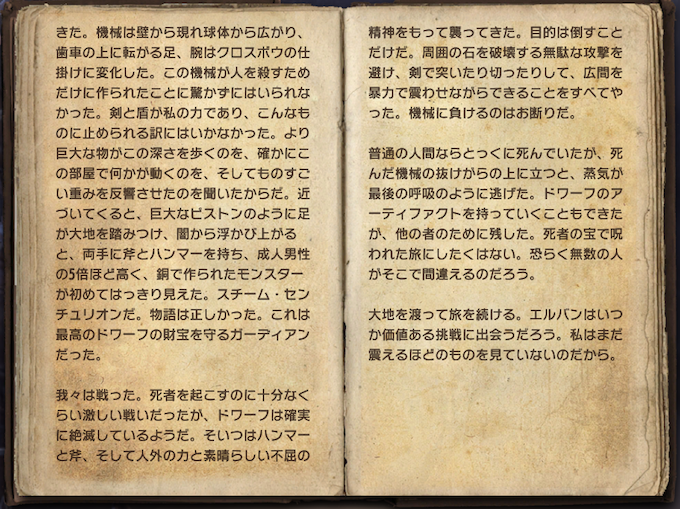 きた。機械は壁から現れ球体から広がり、
歯車の上に転がる足、腕はクロスボウの仕
掛けに変化した。この機械が人を殺すため
だけに作られたことに驚かずにはいられな
かった。剣と盾が私の力であり、こんなも
のに止められる訳にはいかなかった。より
巨大な物がこの深さを歩くのを、確かにこ
の部屋で何かが動くのを、そしてものすご
い重みを反響させたのを聞いたからだ。近
づいてくると、巨大なピストンのように足
が大地を踏みつけ、闇から浮かび上がる
と、両手に斧とハンマーを持ち、成人男性
の5倍ほど高く、銅で作られたモンスター
が初めてはっきり見えた。スチーム・セン
チュリオンだ。物語は正しかった。これは
最高のドワーフの財宝を守るガーディアン
だった。
我々は戦った。死者を起こすのに十分なく
らい激しい戦いだったが、ドワーフは確実
に絶滅しているようだ。そいつはハンマー
と斧、そして人外の力と素晴らしい不屈の
精神をもって襲ってきた。目的は倒すこと
だけだ。周囲の石を破壊する無駄な攻撃を
避け、剣で突いたり切ったりして、広間を
暴力で震わせながらできることをすべてや
った。機械に負けるのはお断りだ。
普通の人間ならとっくに死んでいたが、死
んだ機械の抜けがらの上に立つと、蒸気が
最後の呼吸のように逃げた。ドワーフのア
ーティファクトを持っていくこともできた
が、他の者のために残した。死者の宝で呪
われた旅にしたくはない。恐らく無数の人
がそこで間違えるのだろう。
大地を渡って旅を続ける。エルバンはいつ
か価値ある挑戦に出会うだろう。私はまだ
震えるほどのものを見ていないのだから。